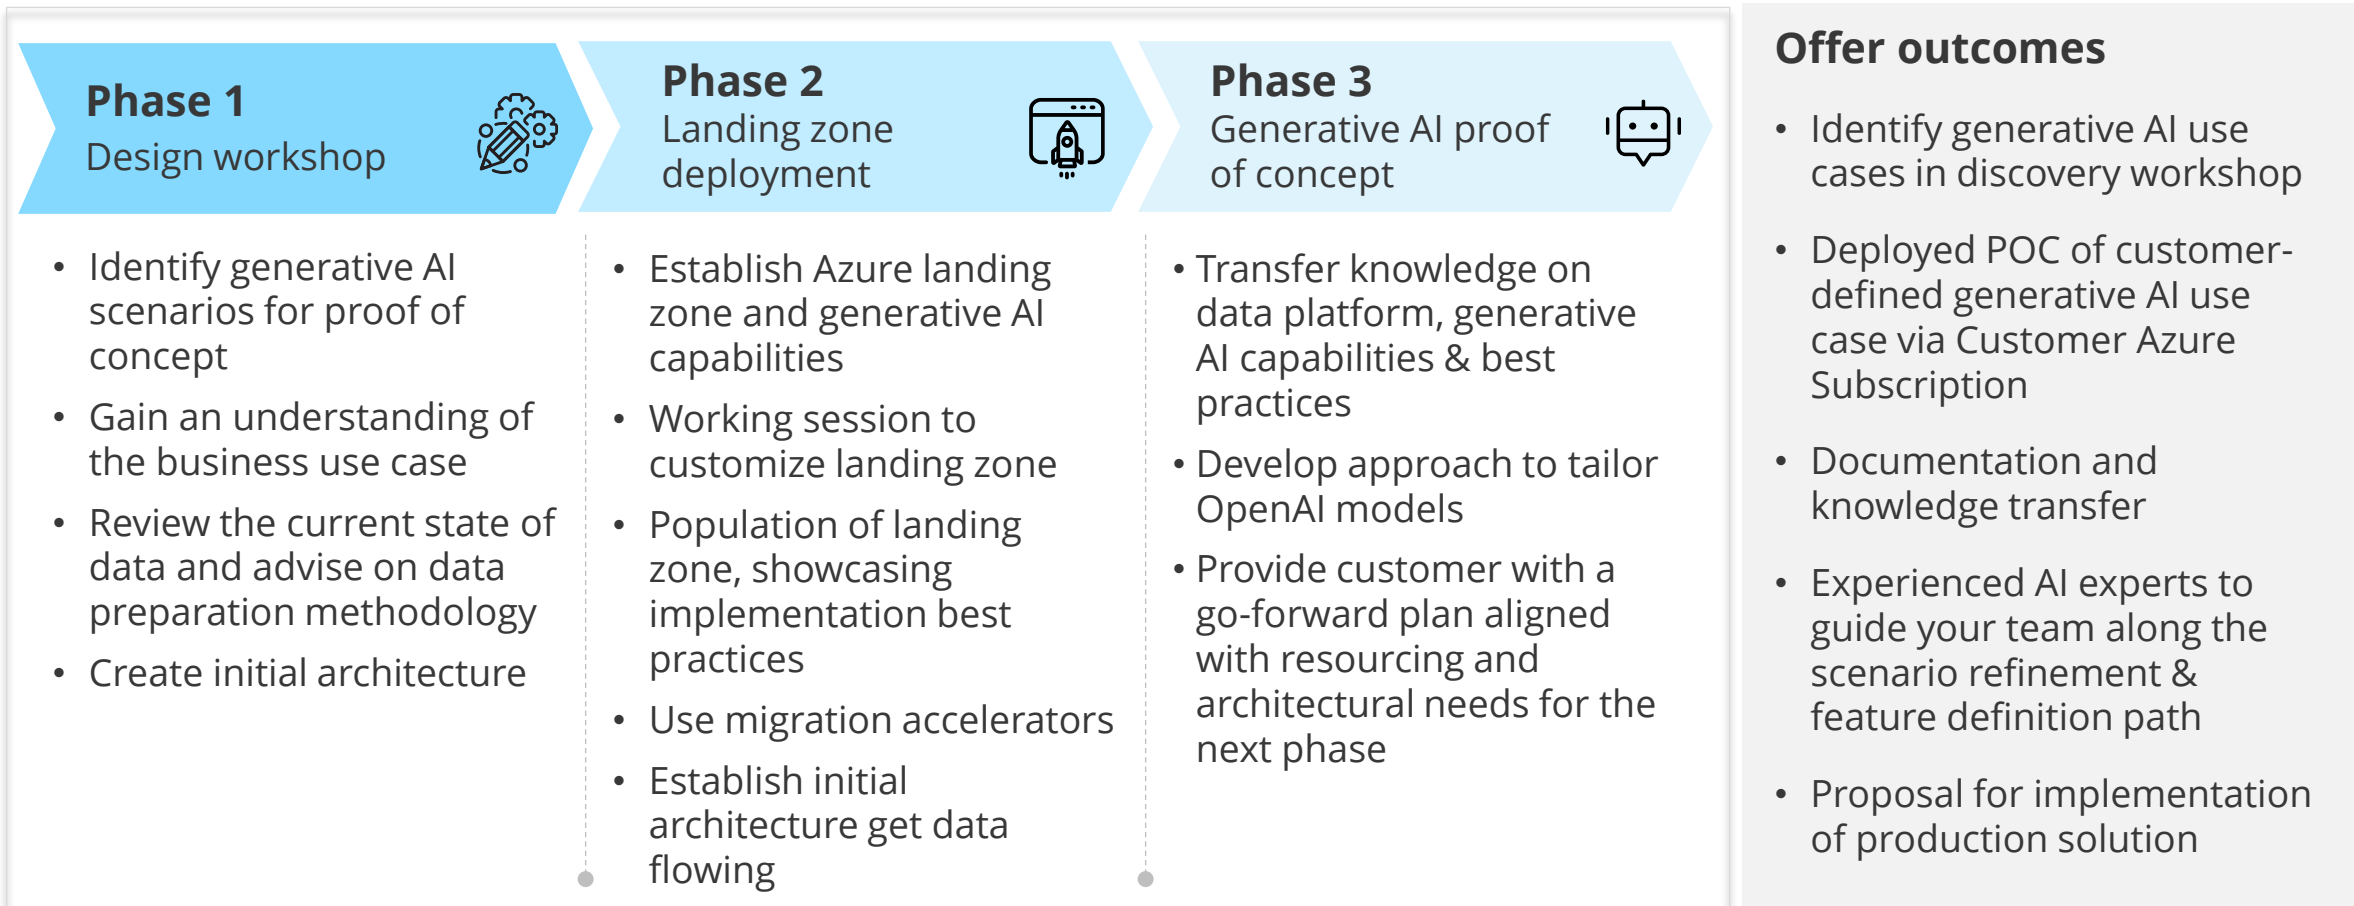 Phase 1
Design workshop
• Identify generative AI
scenarios for proof of
concept
• Gain an understanding of
the business use case
• Review the current state of
data and advise on data
preparation methodology
• Create initial architecture
Phase 2
Landing zone
deployment
• Establish Azure landing
zone and generative AI
capabilities
• Working session to
customize landing zone
• Population of landing
zone, showcasing
implementation best
practices
• Use migration accelerators
• Establish initial
architecture get data
flowing
Phase 3
Generative AI proof
of concept
• Transfer knowledge on
data platform, generative
AI capabilities & best
practices
• Develop approach to tailor
OpenAI models
• Provide customer with a
go-forward plan aligned
with resourcing and
architectural needs for the
next phase
Offer outcomes
• Identify generative AI use
cases in discovery workshop
• Deployed POC of customer-
defined generative AI use
case via Customer Azure
Subscription
• Documentation and
knowledge transfer
• Experienced AI experts to
guide your team along the
scenario refinement &
feature definition path
• Proposal for implementation
of production solution